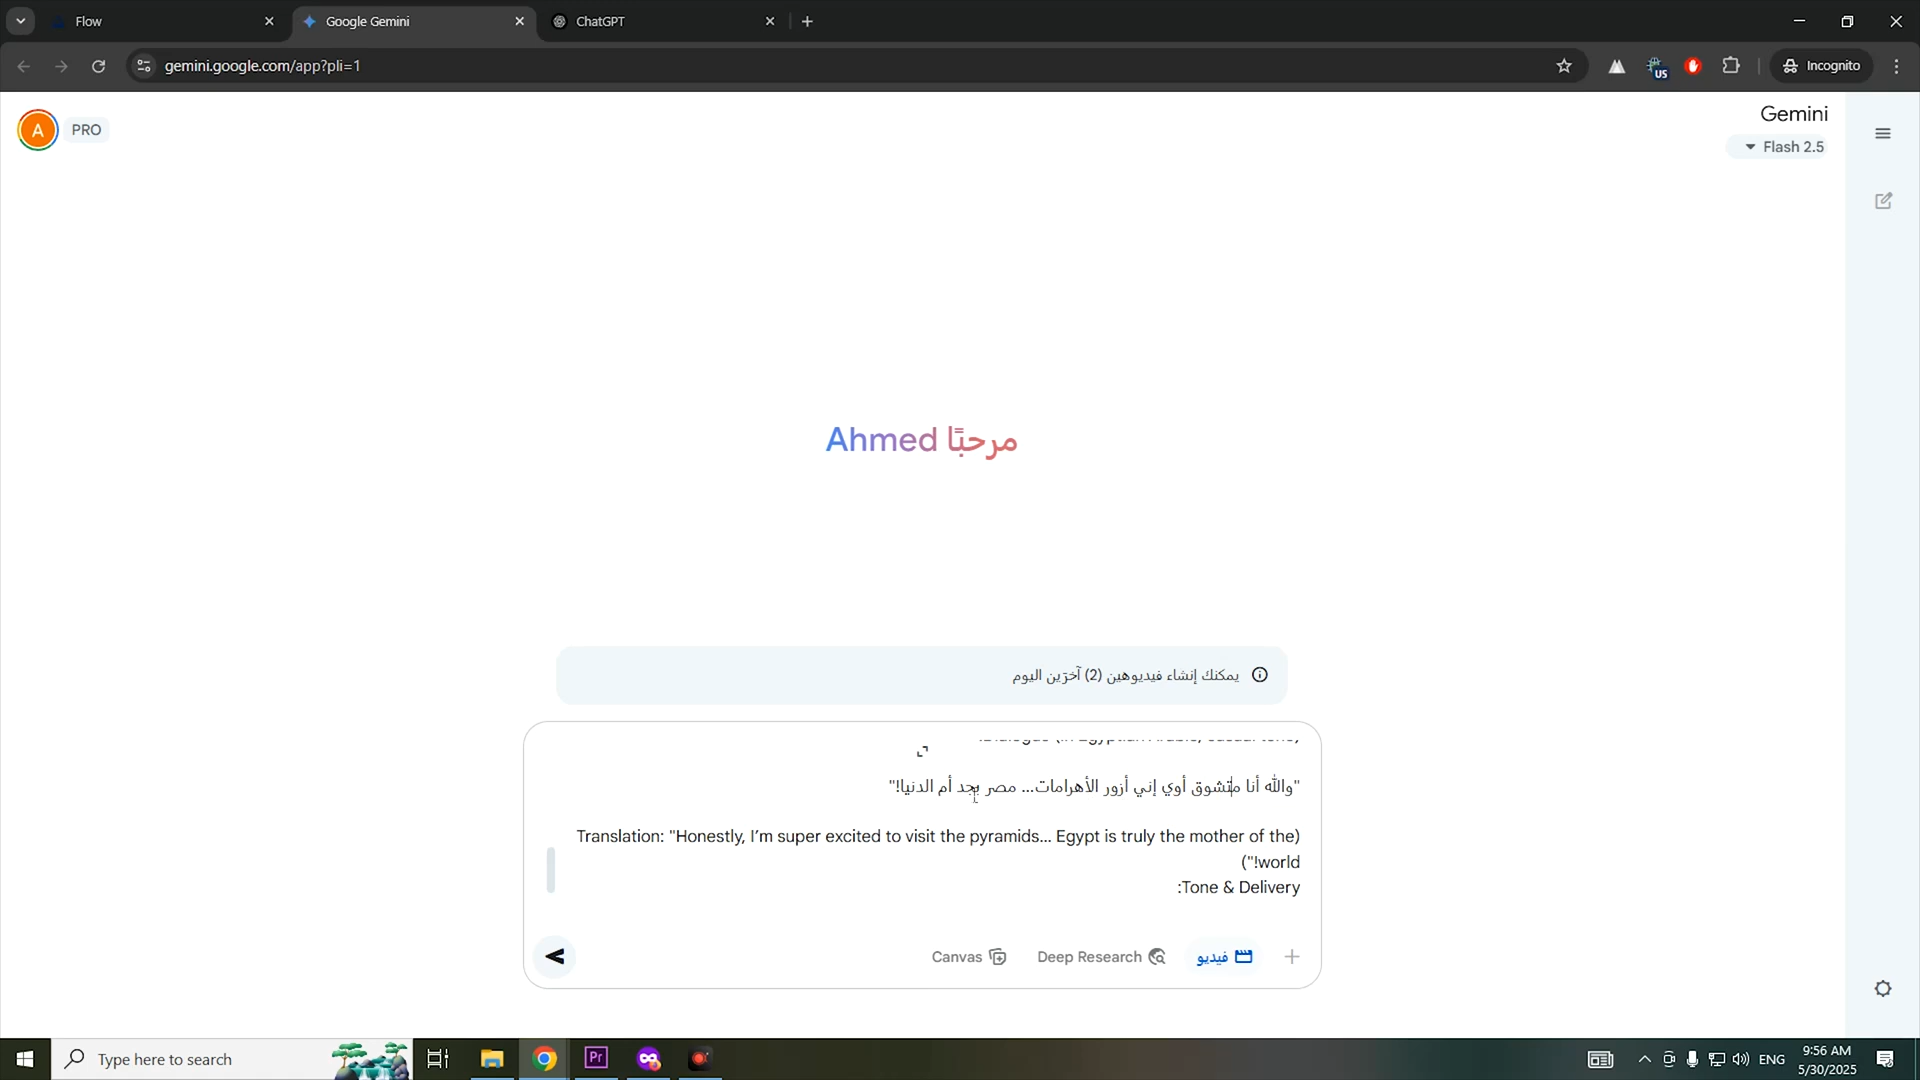 Flow
Google Gemini
ChatGPT
gemini.google.com/app?pli=1
US
Incognito
A
PRO
Gemini
Flash 2.5
مرحبًا Ahmed
يمكنك إنشاء فيديوهين (2) آخرَين اليوم
"والله أنا متشوق أوي إني أزور الأهرامات... مصر بجد أم الدنيا!"
Translation: "Honestly, I'm super excited to visit the pyramids... Egypt is truly the mother of the)
("!world
:Tone & Delivery
Canvas
Deep Research
فيديو
Type here to search
Pr
ENG
9:56 AM
5/30/2025